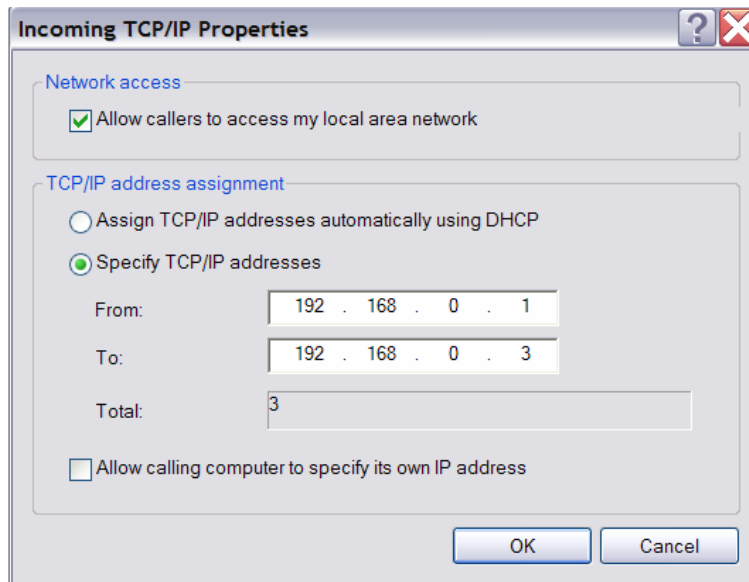 Incoming TCP/IP Properties
Network access
Allow callers to access my local area network
TCP/IP address assignment
Assign TCP/IP addresses automatically using DHCP
Specify TCP/IP addresses
From: 192 . 168 . 0 . 1
To: 192 . 168 . 0 . 3
Total: 3
Allow calling computer to specify its own IP address
OK Cancel